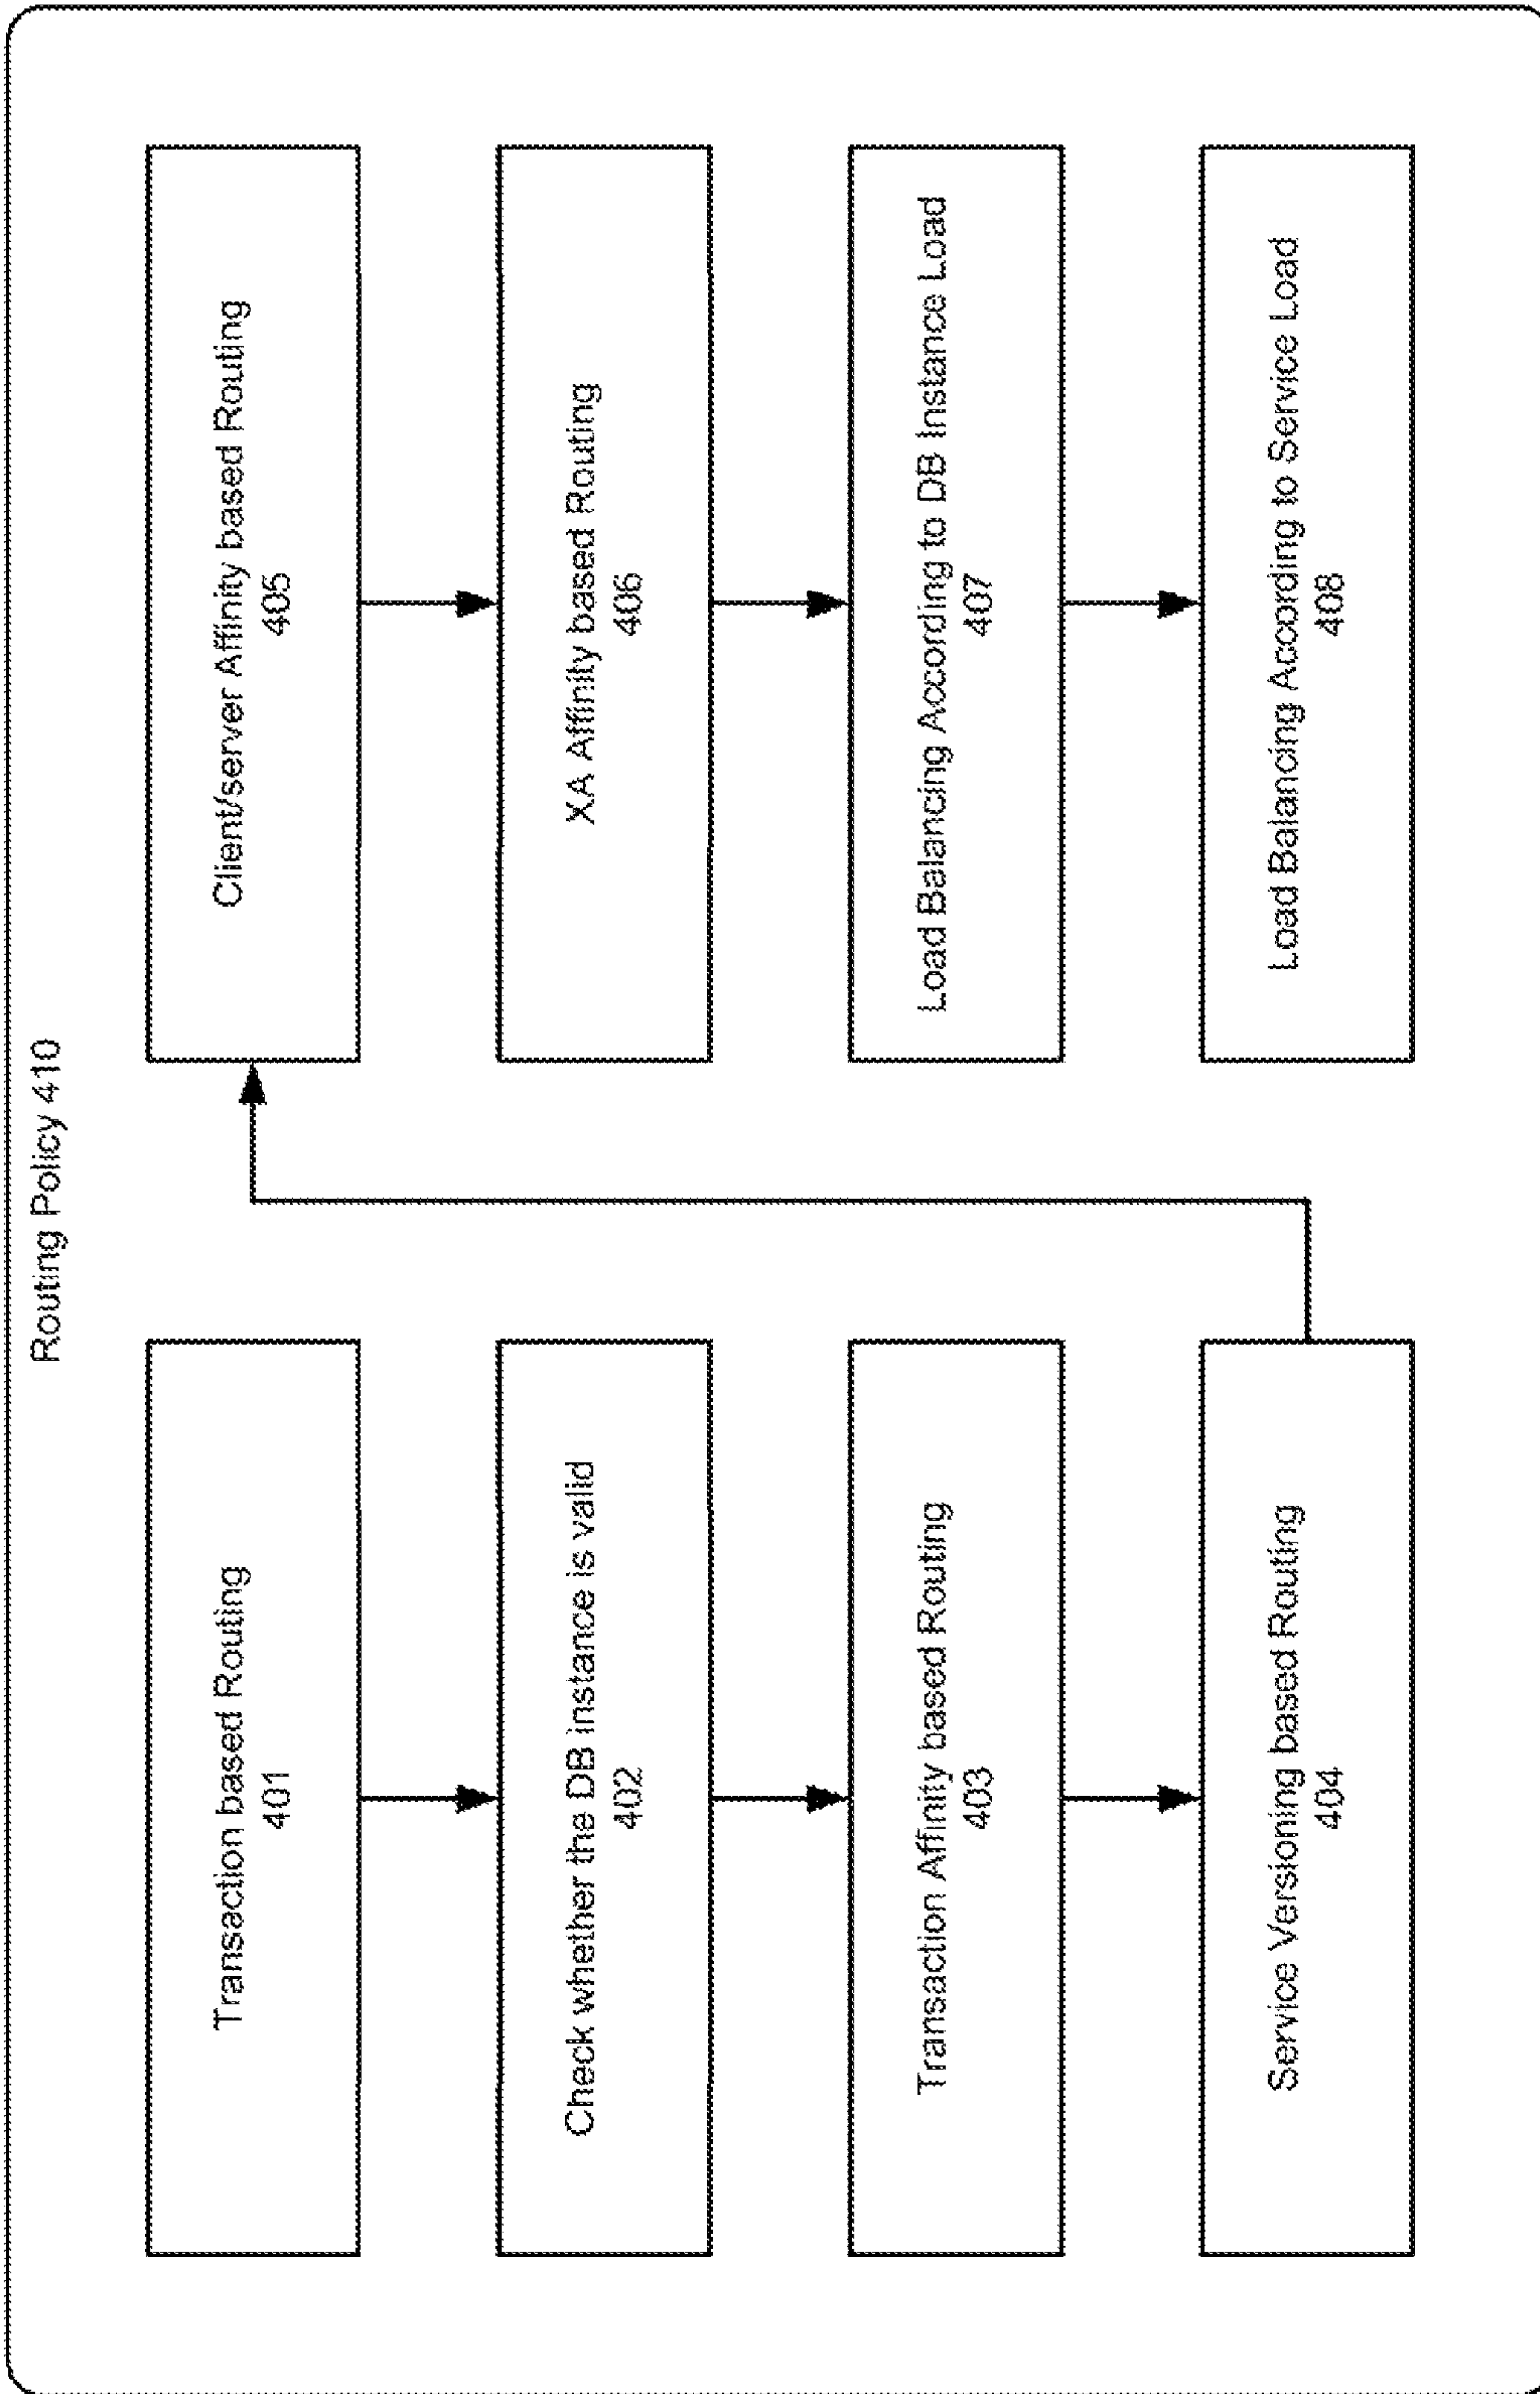 Routing Policy 410
Transaction based Routing
401
Check whether the DB instance is valid
402
Transaction Affinity based Routing
403
Service Versioning based Routing
404
Client/server Affinity based Routing
405
XA Affinity based Routing
406
Load Balancing According to DB Instance Load
407
Load Balancing According to Service Load
408